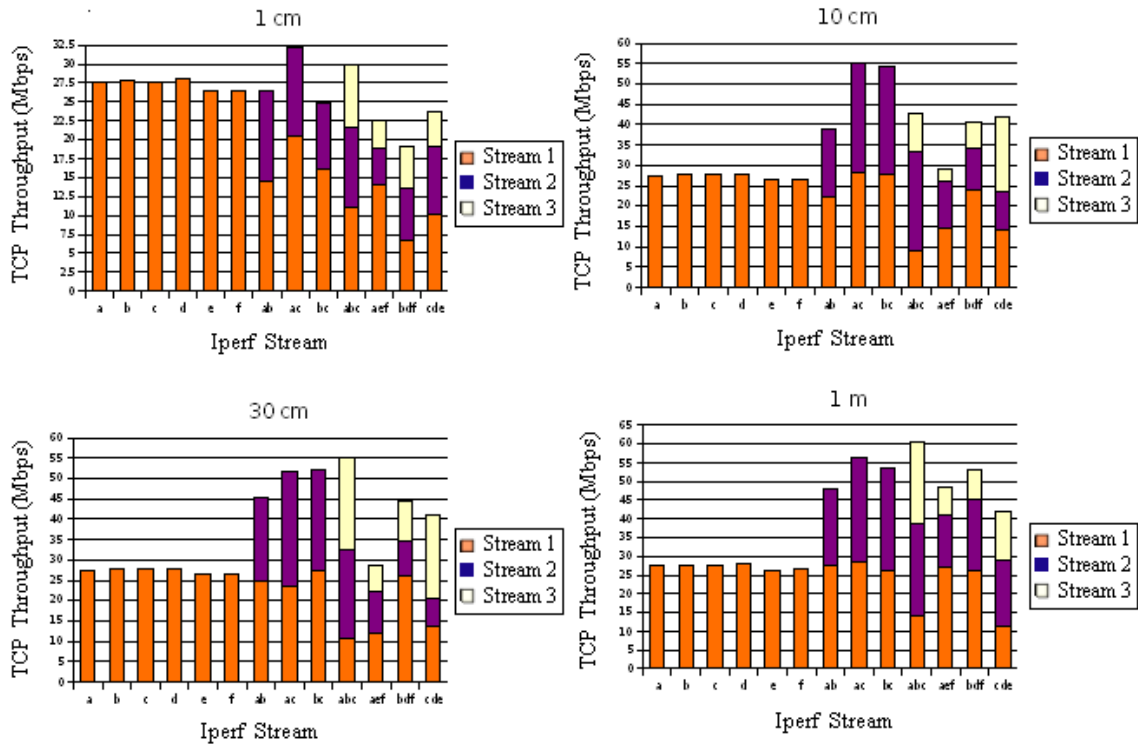 1 cm
TCP Throughput (Mbps)
32.5
30
27.5
25
22.5
20
17.5
15
12.5
10
7.5
5
2.5
0
a b c d e f ab ac bc abc aef bdf cde
Iperf Stream
Stream 1
Stream 2
Stream 3
10 cm
TCP Throughput (Mbps)
60
55
50
45
40
35
30
25
20
15
10
5
0
a b c d e f ab ac bc abc aef bdf cde
Iperf Stream
Stream 1
Stream 2
Stream 3
30 cm
TCP Throughput (Mbps)
60
55
50
45
40
35
30
25
20
15
10
5
0
a b c d e f ab ac bc abc aef bdf cde
Iperf Stream
Stream 1
Stream 2
Stream 3
1 m
TCP Throughput (Mbps)
65
60
55
50
45
40
35
30
25
20
15
10
5
0
a b c d e f ab ac bc abc aef bdf cde
Iperf Stream
Stream 1
Stream 2
Stream 3